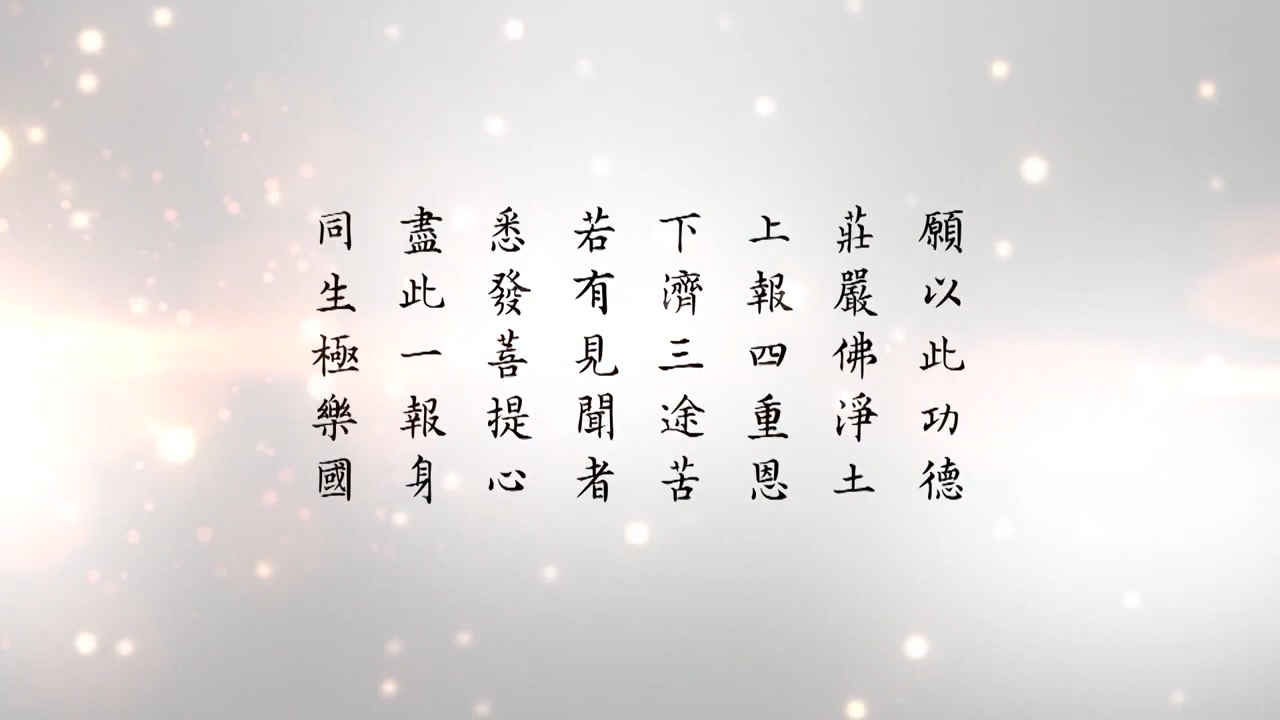 願以此功德
莊嚴佛淨土
上報四重恩
下濟三途苦
若有見聞者
悉發菩提心
盡此一報身
同生極樂國